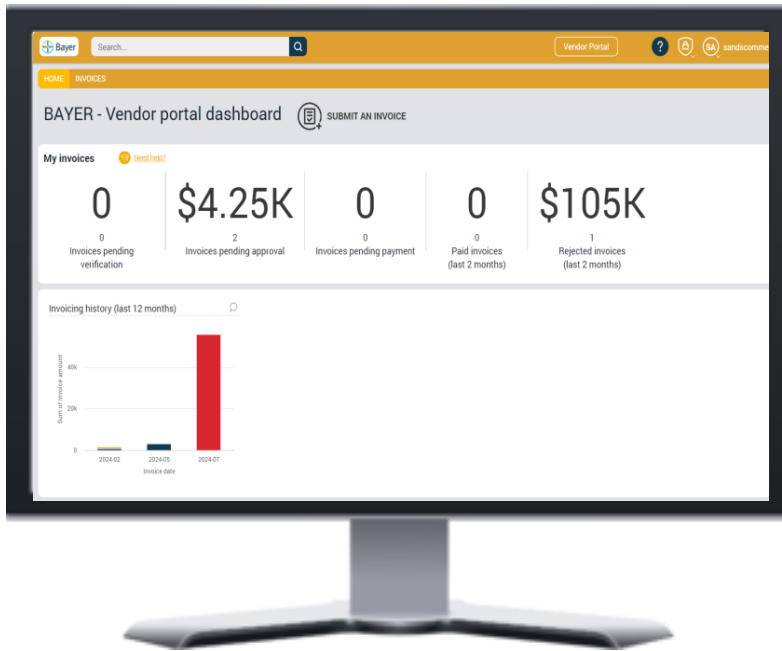 Bayer
Search...
Vendor Portal
?
SA
sandscomme
HOME INVOICES
BAYER - Vendor portal dashboard
SUBMIT AN INVOICE
My invoices
Need help?
0
0
Invoices pending
verification
$4.25K
2
Invoices pending approval
0
0
Invoices pending payment
0
0
Paid invoices
(last 2 months)
$105K
1
Rejected invoices
(last 2 months)
Invoicing history (last 12 months)
Sum of Invoice amount
40k
20k
0
2024-02 2024-05 2024-07
Invoice date